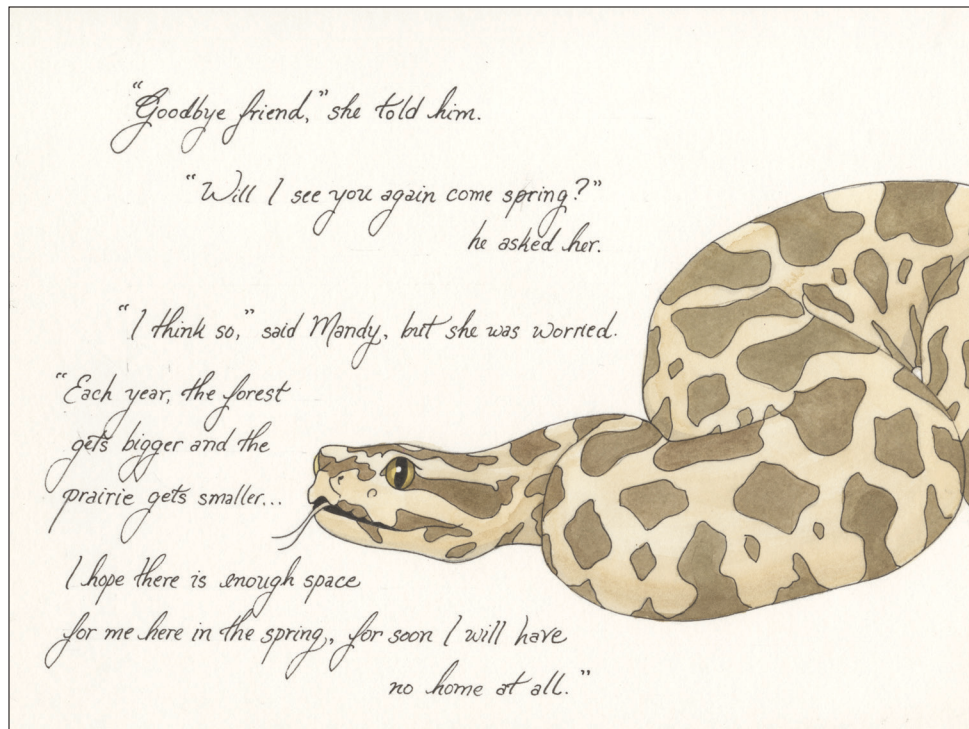 "Goodbye friend," she told him.
"Will I see you again come spring?"
he asked her.
"I think so," said Mandy, but she was worried.
"Each year, the forest
gets bigger and the
prairie gets smaller...
I hope there is enough space
for me here in the spring, for soon I will have
no home at all."